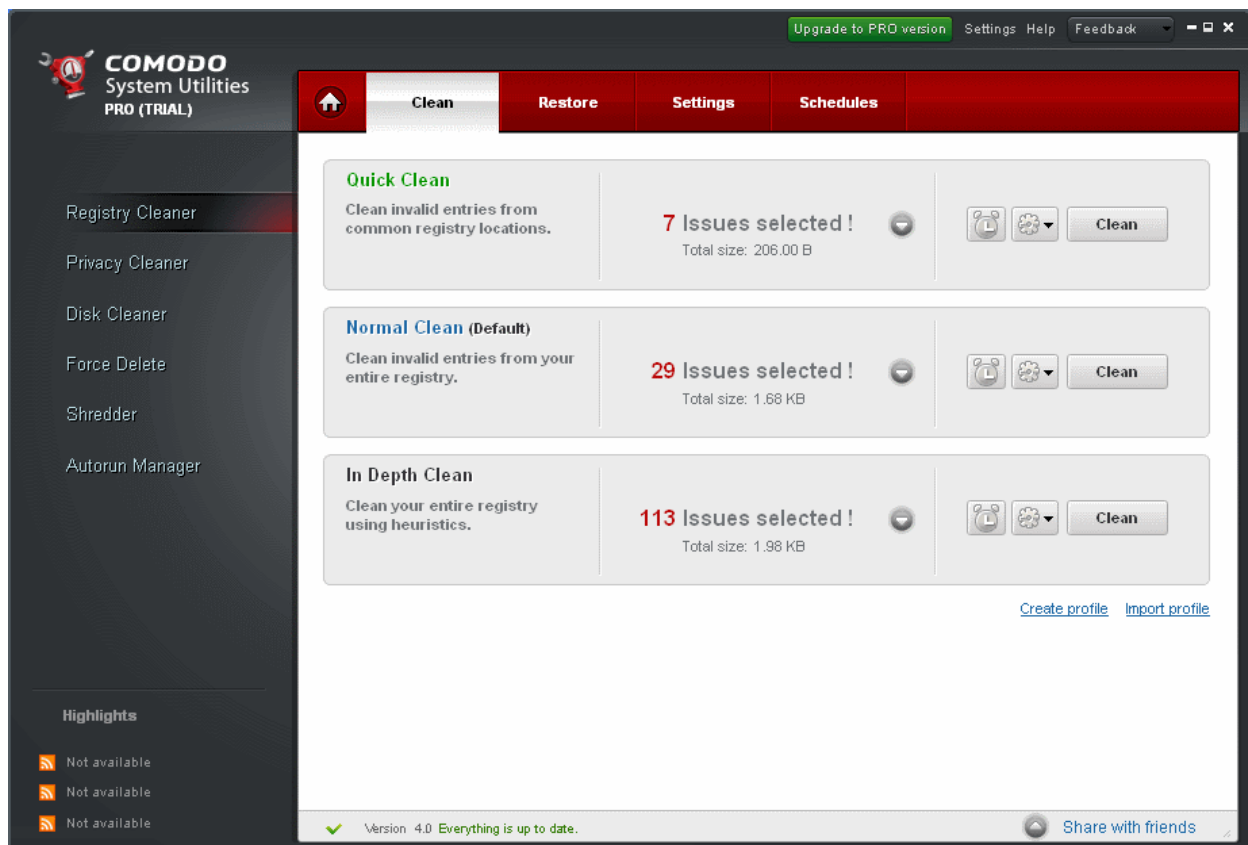 Upgrade to PRO version Settings Help Feedback
COMODO
System Utilities
PRO (TRIAL)
Clean Restore Settings Schedules
Registry Cleaner
Privacy Cleaner
Disk Cleaner
Force Delete
Shredder
Autorun Manager
Quick Clean
Clean invalid entries from
common registry locations.
7 Issues selected !
Total size: 206.00 B
Clean
Normal Clean (Default)
Clean invalid entries from your
entire registry.
29 Issues selected !
Total size: 1.68 KB
Clean
In Depth Clean
Clean your entire registry
using heuristics.
113 Issues selected !
Total size: 1.98 KB
Clean
Create profile Import profile
Highlights
Not available
Not available
Not available
Version 4.0 Everything is up to date.
Share with friends